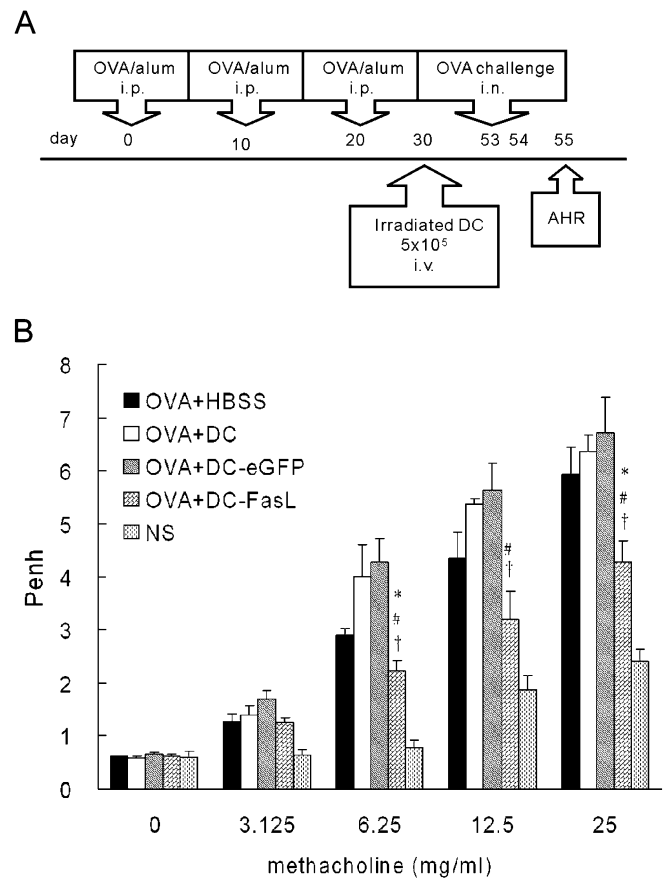 A
OVA/alum i.p.
OVA/alum i.p.
OVA/alum i.p.
OVA challenge i.n.
day 0 10 20 30 53 54 55
Irradiated DC
5x10⁵
i.v.
AHR
B
8
7
6
5
4
3
2
1
0
Penh
OVA+HBSS
OVA+DC
OVA+DC-eGFP
OVA+DC-FasL
NS
*
#
†
#
†
*
#
†
0 3.125 6.25 12.5 25
methacholine (mg/ml)